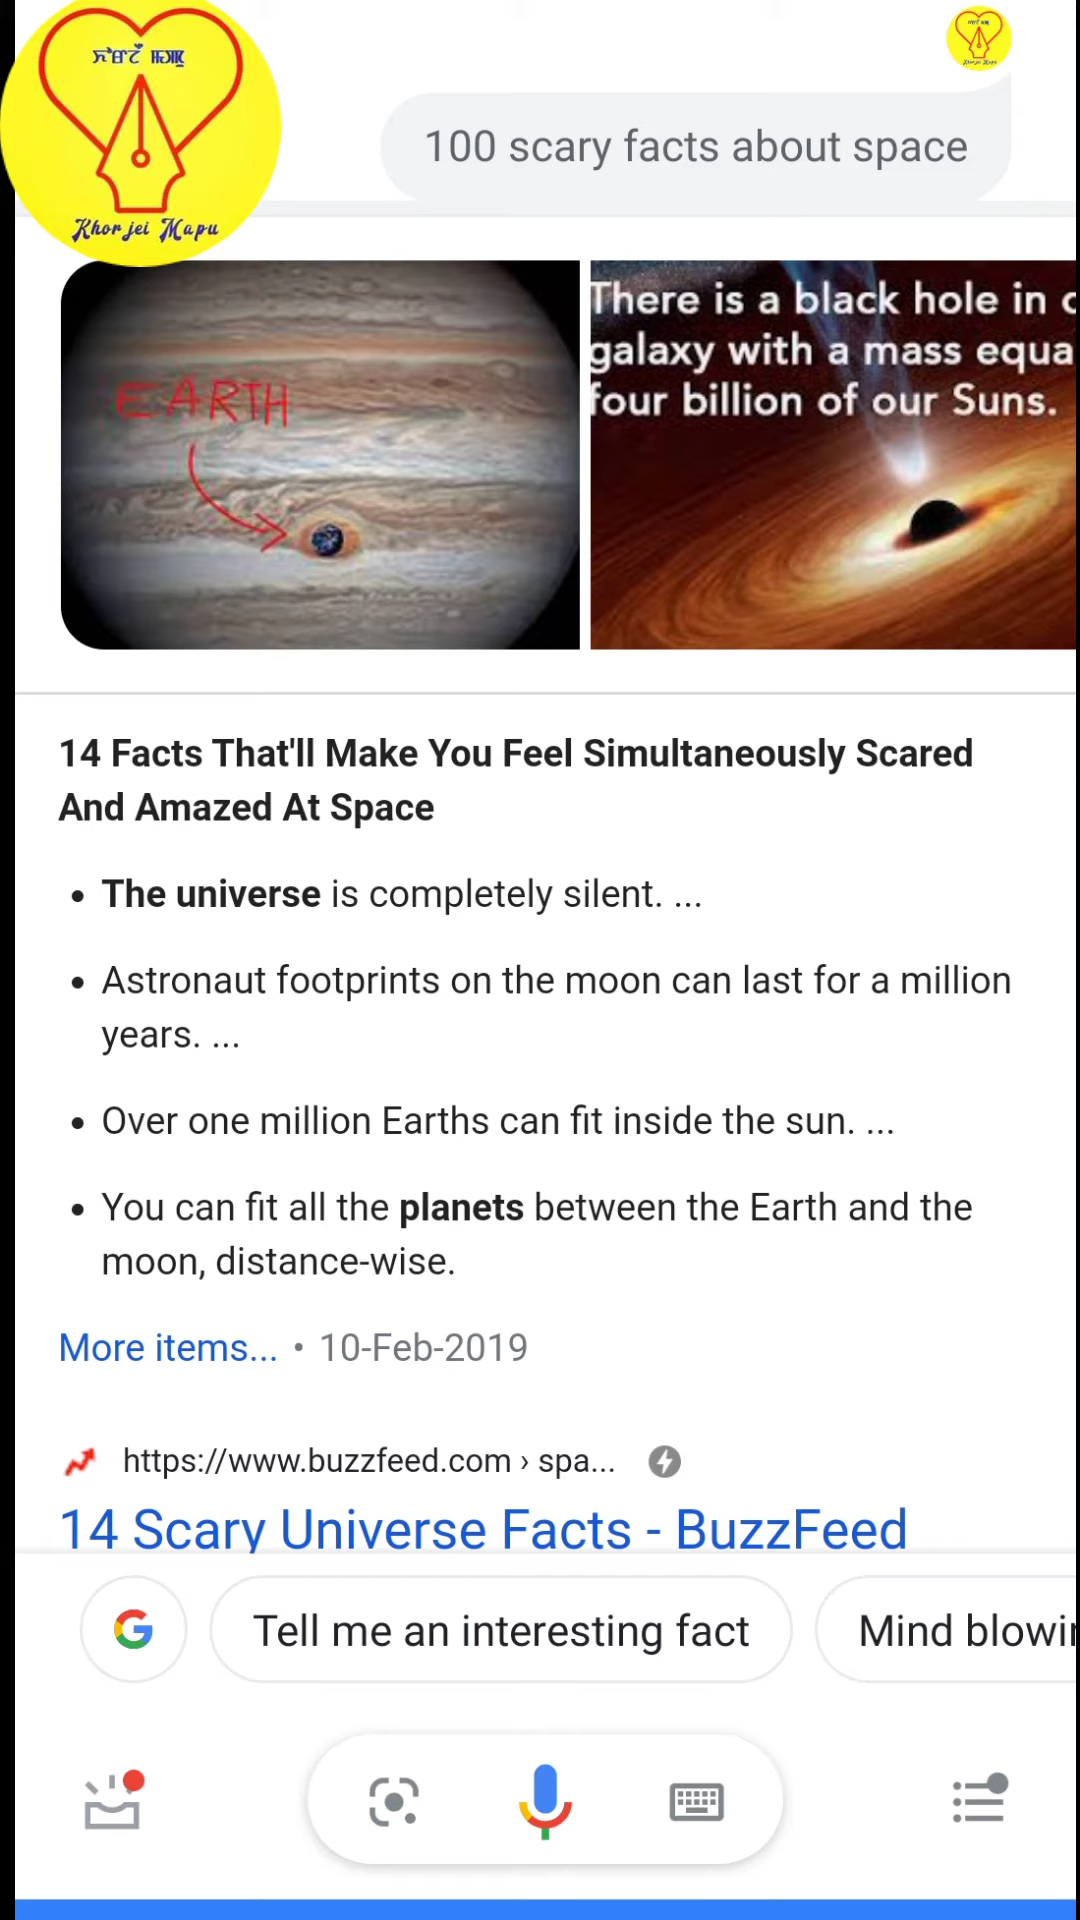 Khorjei Mapu
100 scary facts about space
EARTH
There is a black hole in
galaxy with a mass equa
four billion of our Suns.
14 Facts That'll Make You Feel Simultaneously Scared
And Amazed At Space
• The universe is completely silent. ...
• Astronaut footprints on the moon can last for a million
years. ...
• Over one million Earths can fit inside the sun. ...
• You can fit all the planets between the Earth and the
moon, distance-wise.
More items... • 10-Feb-2019
https://www.buzzfeed.com › spa...
14 Scary Universe Facts - BuzzFeed
Tell me an interesting fact
Mind blowin